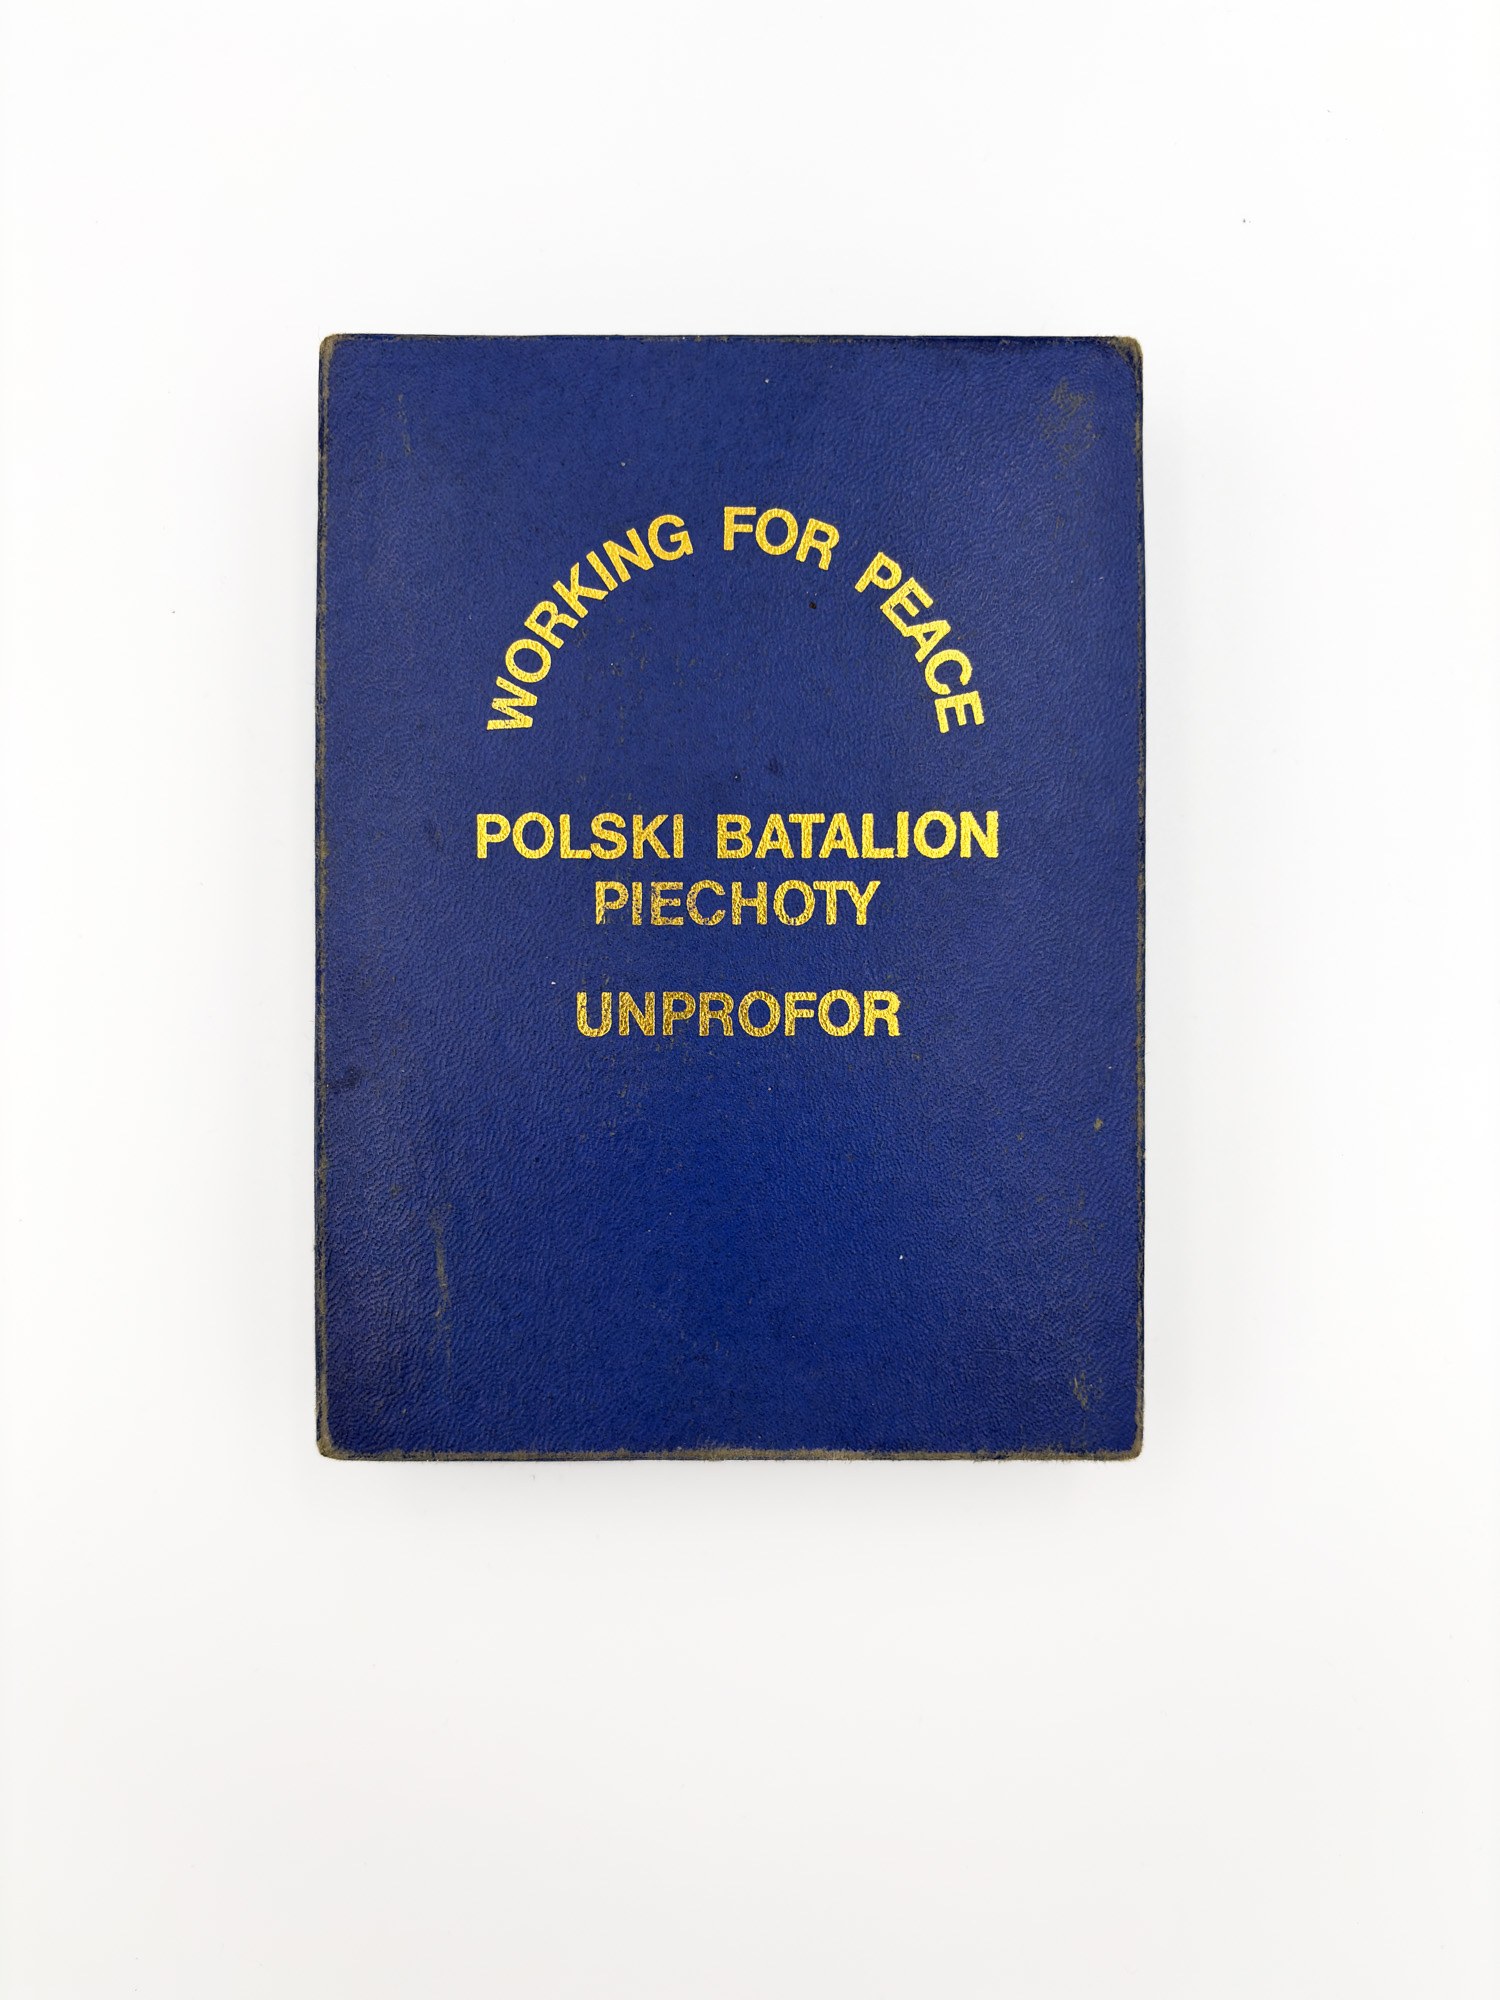 WORKING FOR PEACE
POLSKI BATALION
PIECHOTY
UNPROFOR